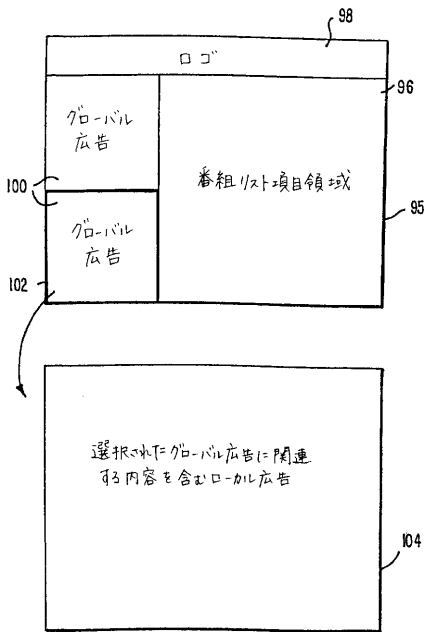 98
ロゴ
96
グローバル
広告
番組リスト項目領域
100
95
グローバル
広告
102
選択されたグローバル広告に関連
する内容を含むローカル広告
104